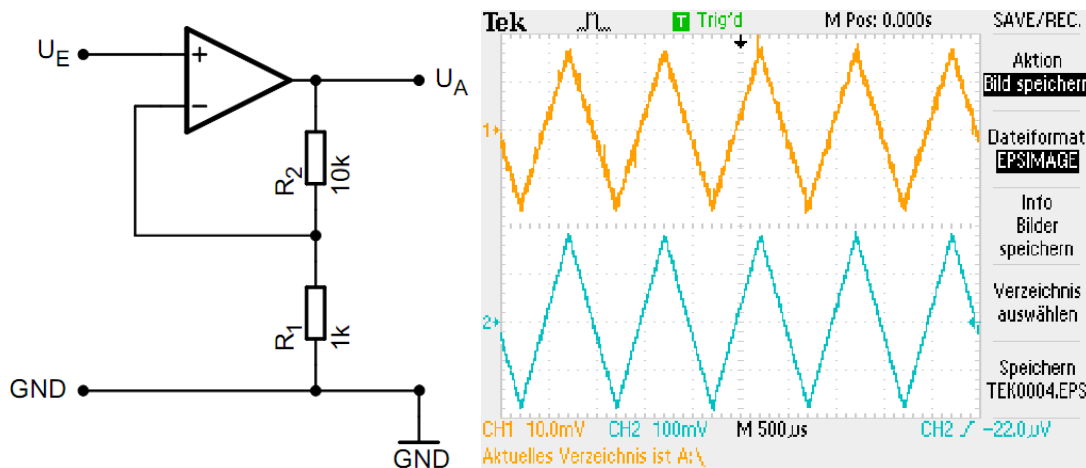 U_E
+
−
U_A
R_2
10k
R_1
1k
GND
GND
Tek
T Trig'd
M Pos: 0.000s
SAVE/REC.
Aktion
Bild speichern
Dateiformat
EPSIMAGE
Info
Bilder
speichern
Verzeichnis
auswählen
Speichern
TEK0004.EPS
1
2
CH1 10.0mV CH2 100mV M 500µs CH2 ∕ -22.0µV
Aktuelles Verzeichnis ist A:\